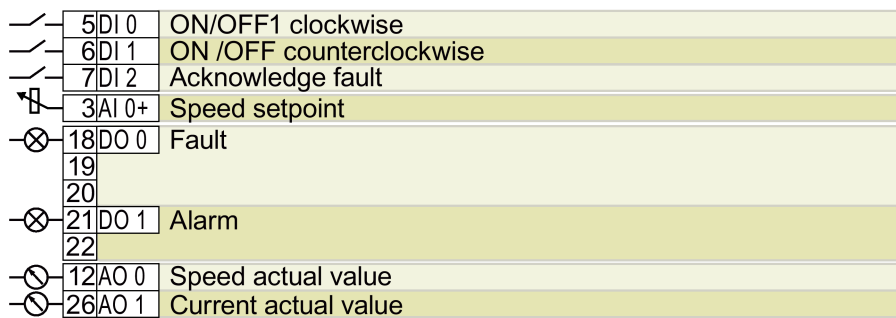 5 DI 0 ON/OFF1 clockwise
6 DI 1 ON /OFF counterclockwise
7 DI 2 Acknowledge fault
3 AI 0+ Speed setpoint
18 DO 0 Fault
19
20
21 DO 1 Alarm
22
12 AO 0 Speed actual value
26 AO 1 Current actual value